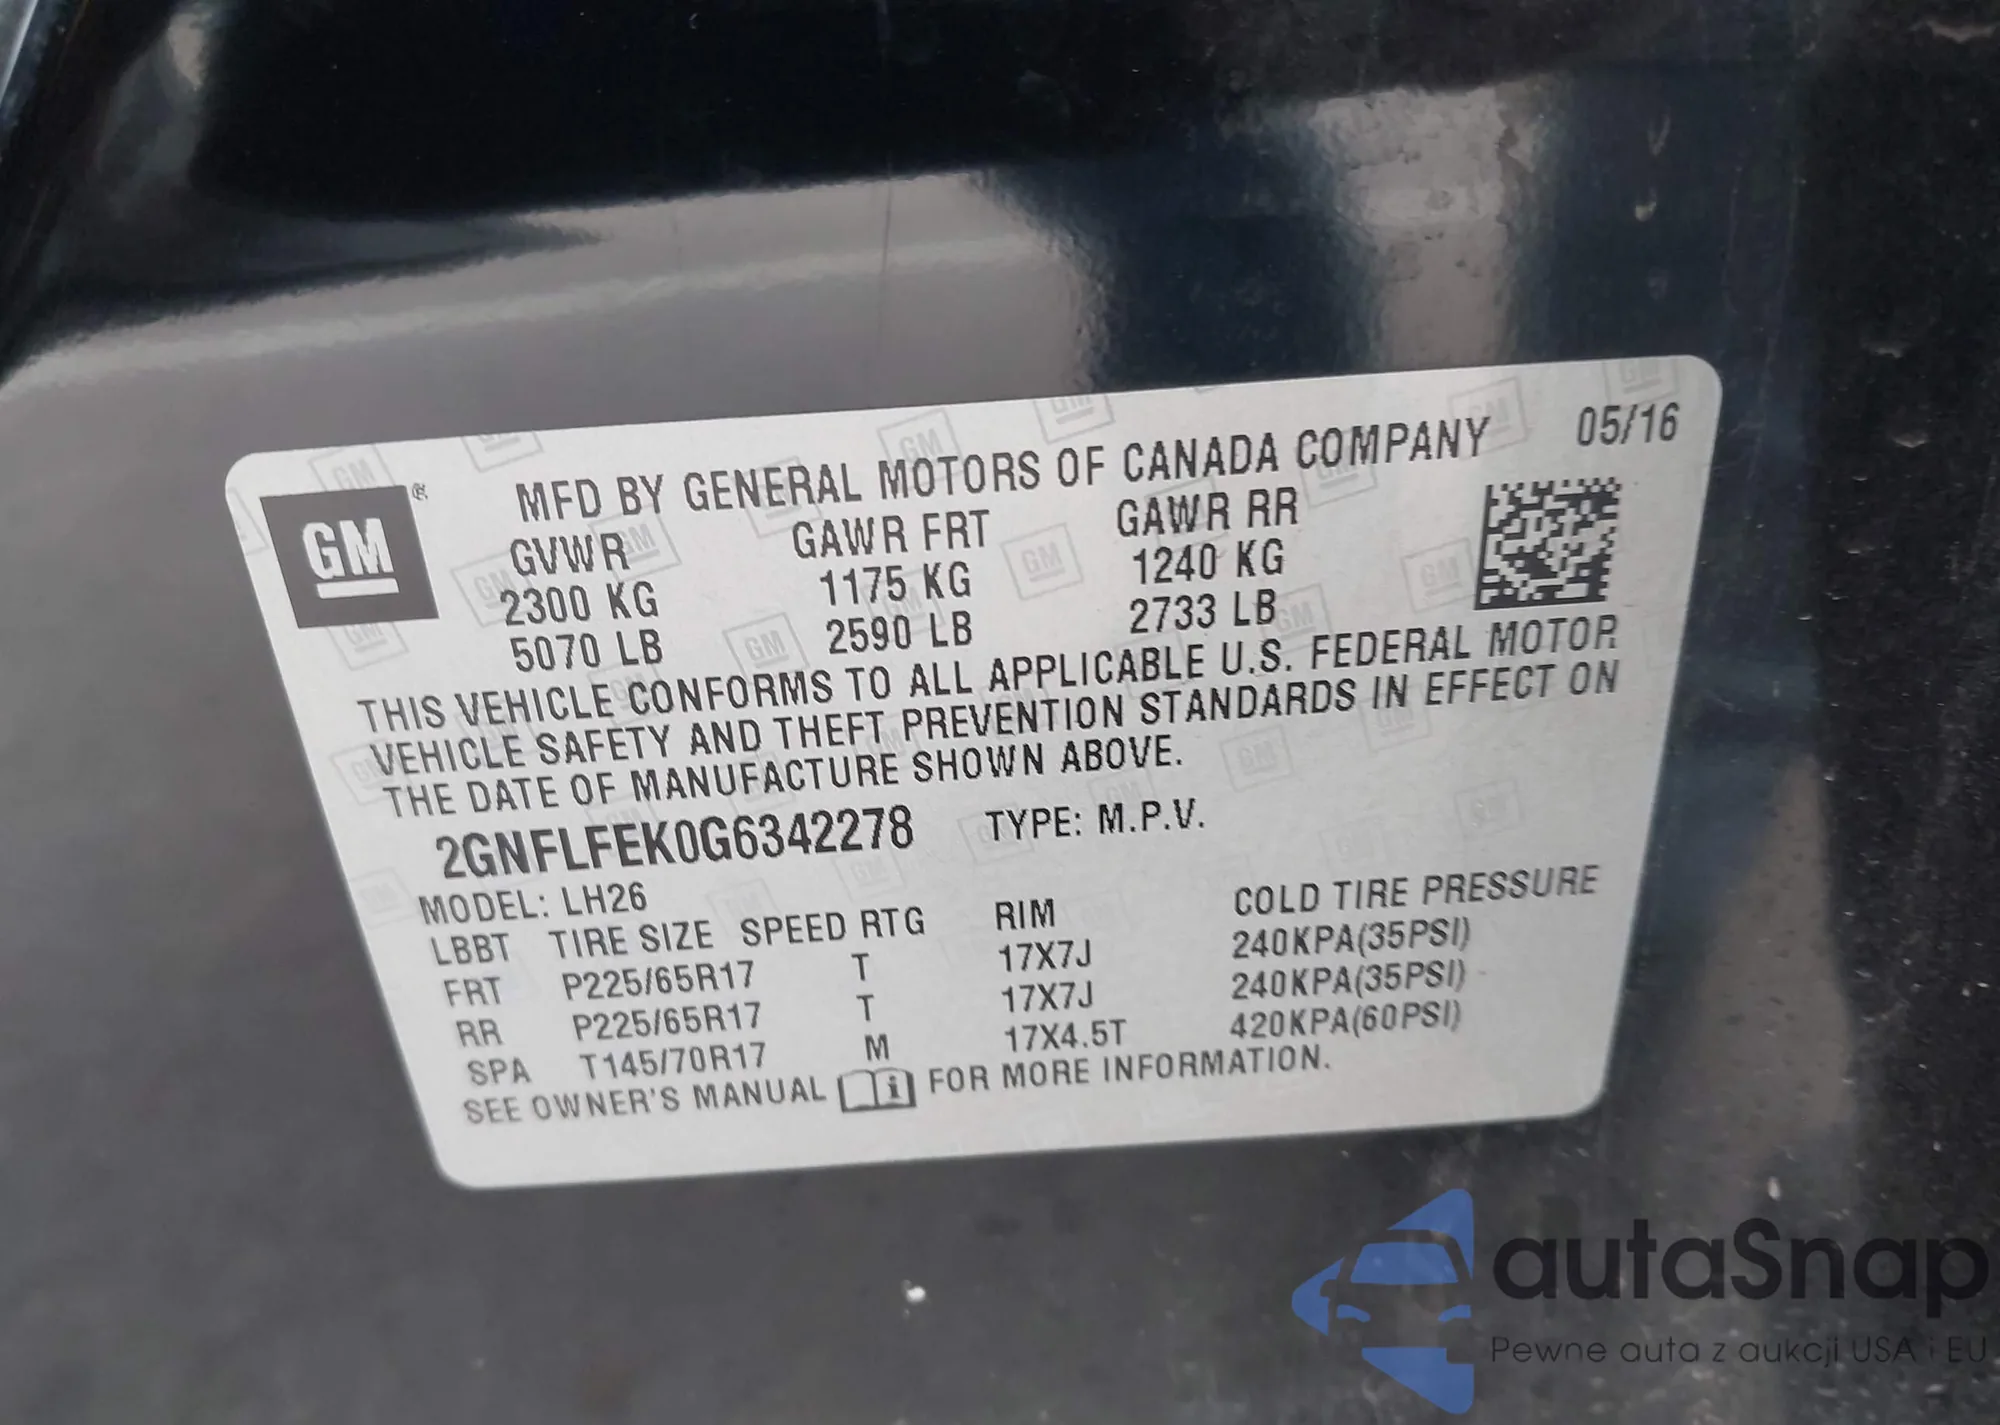 GM ®
MFD BY GENERAL MOTORS OF CANADA COMPANY 05/16
GVWR GAWR FRT GAWR RR
2300 KG 1175 KG 1240 KG
5070 LB 2590 LB 2733 LB
THIS VEHICLE CONFORMS TO ALL APPLICABLE U.S. FEDERAL MOTOR
VEHICLE SAFETY AND THEFT PREVENTION STANDARDS IN EFFECT ON
THE DATE OF MANUFACTURE SHOWN ABOVE.
2GNFLFEK0G6342278 TYPE: M.P.V.
MODEL: LH26
LBBT TIRE SIZE SPEED RTG RIM COLD TIRE PRESSURE
FRT P225/65R17 T 17X7J 240KPA(35PSI)
RR P225/65R17 T 17X7J 240KPA(35PSI)
SPA T145/70R17 M 17X4.5T 420KPA(60PSI)
SEE OWNER'S MANUAL i FOR MORE INFORMATION.
autaSnap
Pewne auta z aukcji USA i EU